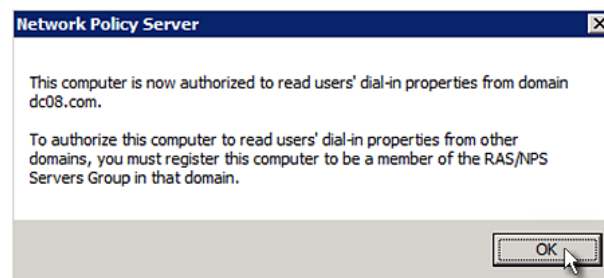 Network Policy Server
This computer is now authorized to read users' dial-in properties from domain
dc08.com.
To authorize this computer to read users' dial-in properties from other
domains, you must register this computer to be a member of the RAS/NPS
Servers Group in that domain.
OK